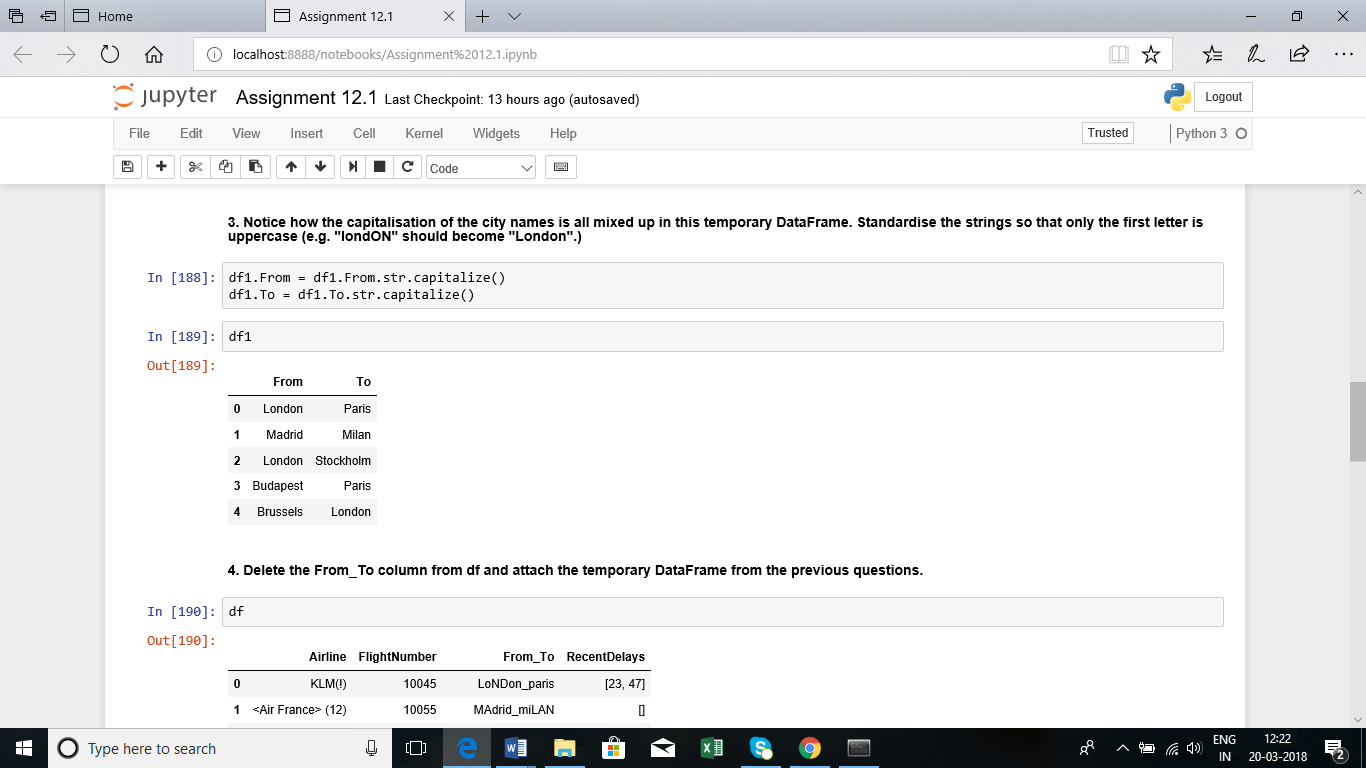 Home
Assignment 12.1
localhost:8888/notebooks/Assignment%2012.1.ipynb
jupyter Assignment 12.1 Last Checkpoint: 13 hours ago (autosaved)
Logout
File Edit View Insert Cell Kernel Widgets Help
Trusted
Python 3
Code
3. Notice how the capitalisation of the city names is all mixed up in this temporary DataFrame. Standardise the strings so that only the first letter is
uppercase (e.g. "londON" should become "London".)
In [188]: df1.From = df1.From.str.capitalize()
df1.To = df1.To.str.capitalize()
In [189]: df1
Out[189]:
From To
0 London Paris
1 Madrid Milan
2 London Stockholm
3 Budapest Paris
4 Brussels London
4. Delete the From_To column from df and attach the temporary DataFrame from the previous questions.
In [190]: df
Out[190]:
Airline FlightNumber From_To RecentDelays
0 KLM(!) 10045 LoNDon_paris [23, 47]
1 <Air France> (12) 10055 MAdrid_miLAN []
Type here to search
ENG
IN
12:22
20-03-2018
2